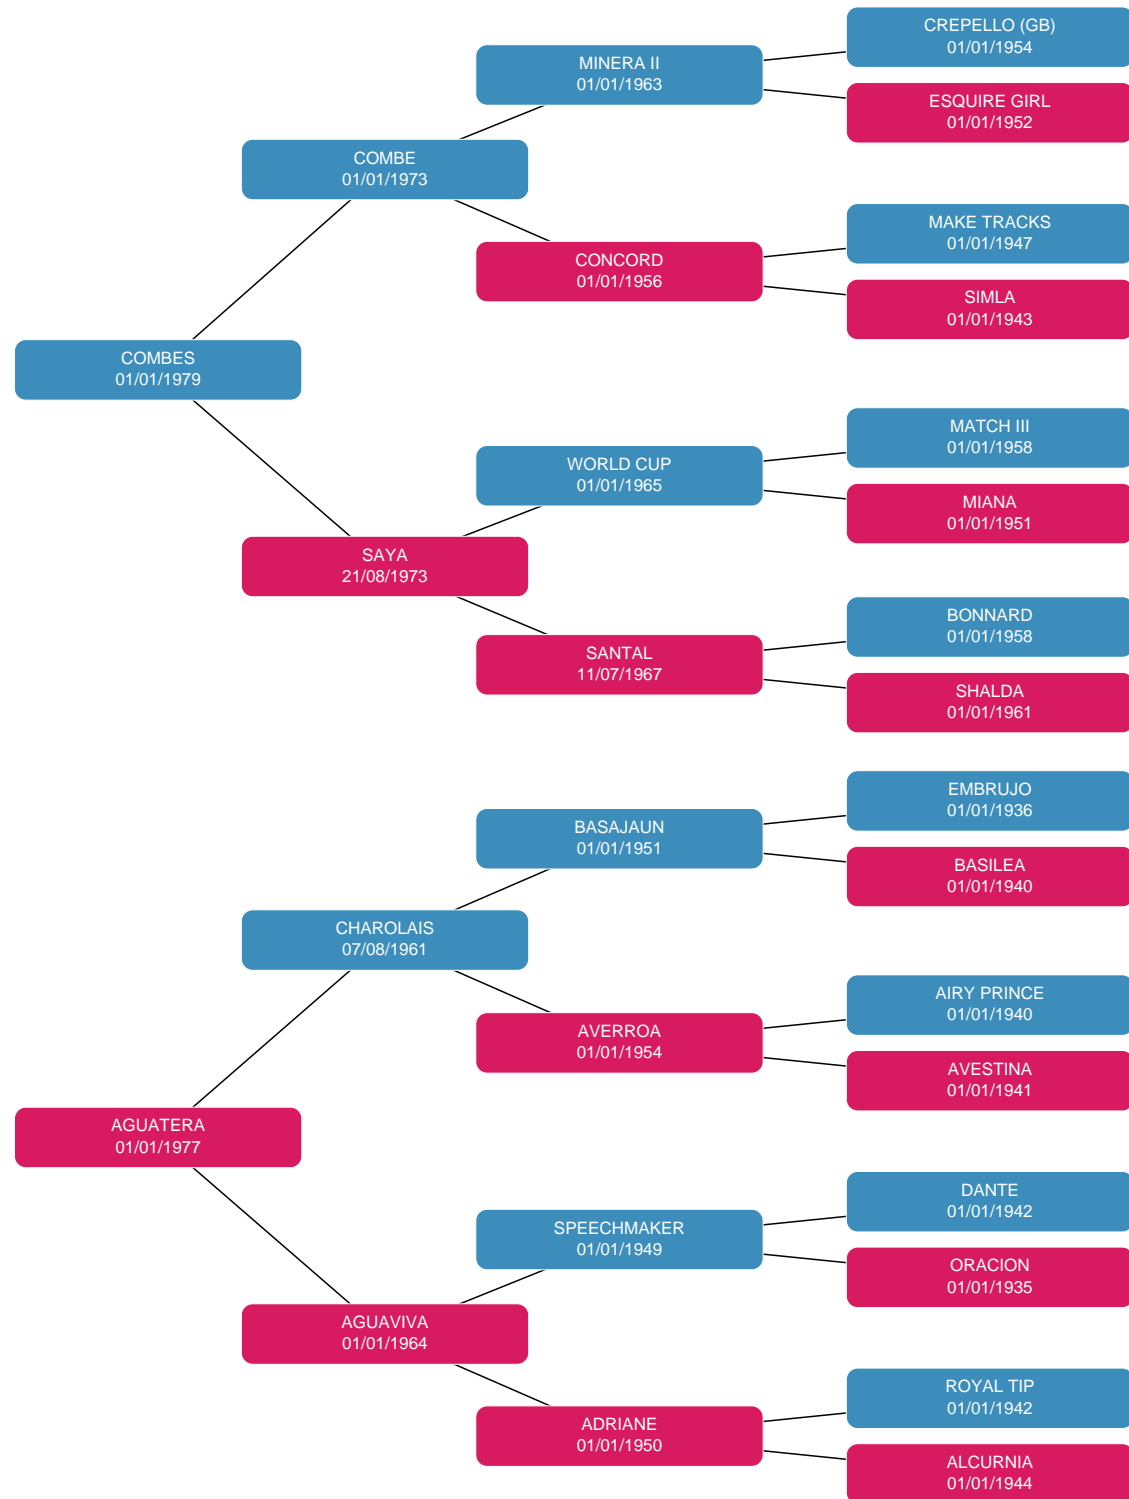 CREPELLO (GB)
01/01/1954
MINERA II
01/01/1963
ESQUIRE GIRL
01/01/1952
COMBE
01/01/1973
MAKE TRACKS
01/01/1947
CONCORD
01/01/1956
SIMLA
01/01/1943
COMBES
01/01/1979
MATCH III
01/01/1958
WORLD CUP
01/01/1965
MIANA
01/01/1951
SAYA
21/08/1973
BONNARD
01/01/1958
SANTAL
11/07/1967
SHALDA
01/01/1961
EMBRUJO
01/01/1936
BASAJAUN
01/01/1951
BASILEA
01/01/1940
CHAROLAIS
07/08/1961
AIRY PRINCE
01/01/1940
AVERROA
01/01/1954
AVESTINA
01/01/1941
AGUATERA
01/01/1977
DANTE
01/01/1942
SPEECHMAKER
01/01/1949
ORACION
01/01/1935
AGUAVIVA
01/01/1964
ROYAL TIP
01/01/1942
ADRIANE
01/01/1950
ALCURNIA
01/01/1944